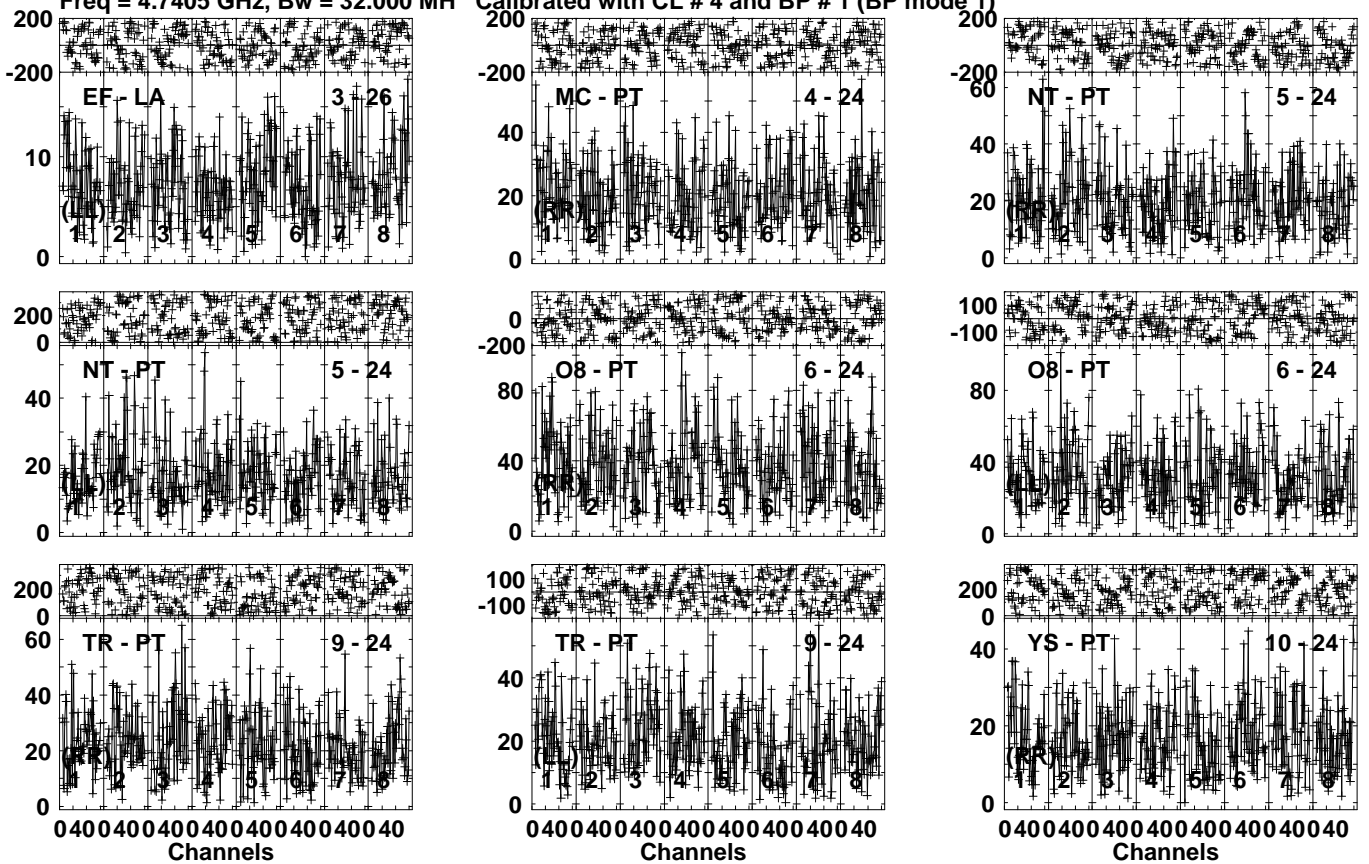 Freq = 4.7405 GHz, Bw = 32.000 MH Calibrated with CL # 4 and BP # 1 (BP mode 1)
200 200 200
-200 -200 -200
EF - LA 3 - 26 MC - PT 4 - 24 NT - PT 5 - 24
60
40 40
10
20 20
(LL) (RR) (RR)
1 2 3 4 5 6 7 8 1 2 3 4 5 6 7 8 1 2 3 4 5 6 7 8
0 0 0
200 0 100
0 -200 -100
NT - PT 5 - 24 O8 - PT 6 - 24 O8 - PT 6 - 24
40 80 80
20 40 40
(LL) (RR) (LL)
1 2 3 4 5 6 7 8 1 2 3 4 5 6 7 8 1 2 3 4 5 6 7 8
0 0 0
200 100 200
0 -100 0
TR - PT 9 - 24 TR - PT 9 - 24 YS - PT 10 - 24
60
40 40 40
20 20 20
(RR) (LL) (RR)
1 2 3 4 5 6 7 8 1 2 3 4 5 6 7 8 1 2 3 4 5 6 7 8
0 0 0
0 40 0 40 0 40 0 40 0 40 0 40 0 40 0 40 0 40 0 40 0 40 0 40 0 40 0 40 0 40 0 40 0 40 0 40 0 40 0 40 0 40 0 40 0 40 0 40
Channels Channels Channels